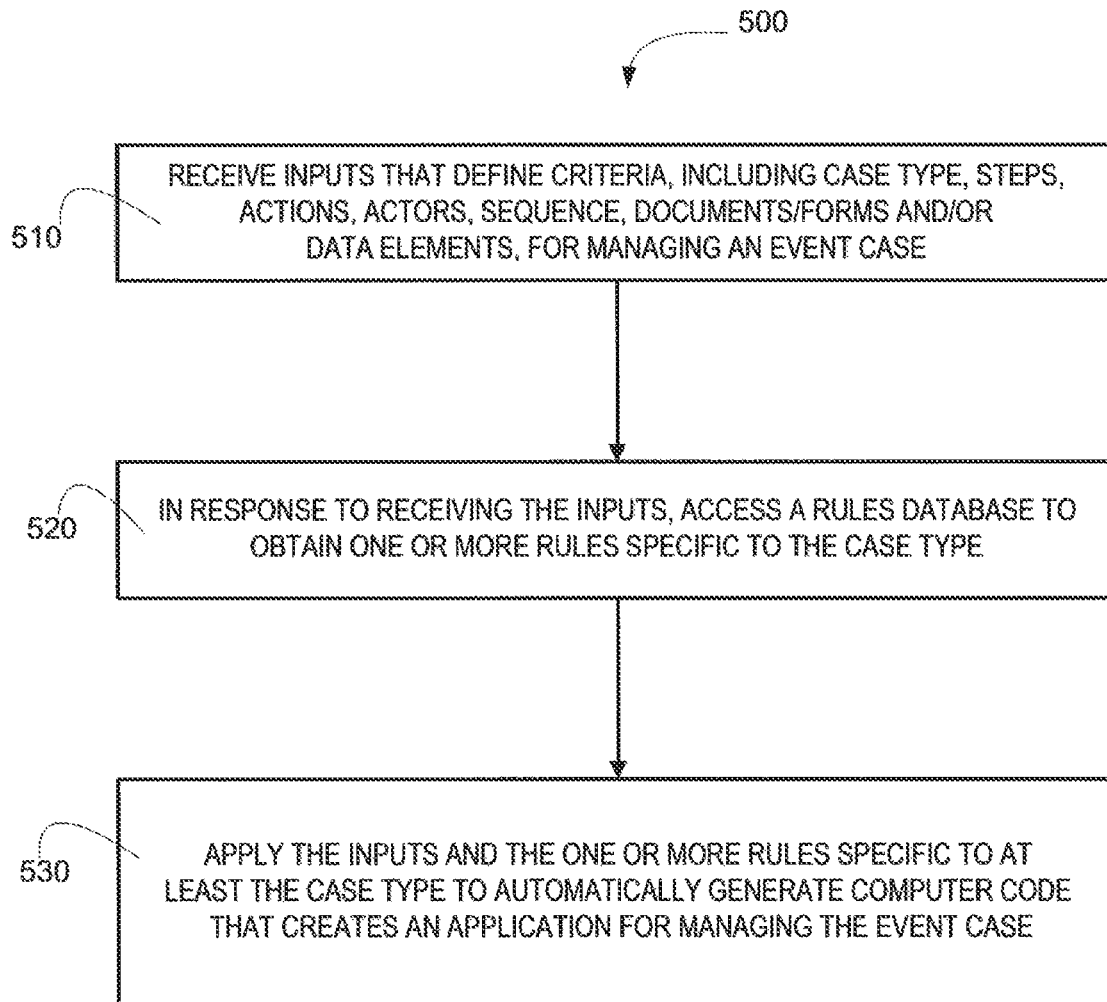 500
RECEIVE INPUTS THAT DEFINE CRITERIA, INCLUDING CASE TYPE, STEPS,
ACTIONS, ACTORS, SEQUENCE, DOCUMENTS/FORMS AND/OR
DATA ELEMENTS, FOR MANAGING AN EVENT CASE
510
IN RESPONSE TO RECEIVING THE INPUTS, ACCESS A RULES DATABASE TO
OBTAIN ONE OR MORE RULES SPECIFIC TO THE CASE TYPE
520
APPLY THE INPUTS AND THE ONE OR MORE RULES SPECIFIC TO AT
LEAST THE CASE TYPE TO AUTOMATICALLY GENERATE COMPUTER CODE
THAT CREATES AN APPLICATION FOR MANAGING THE EVENT CASE
530